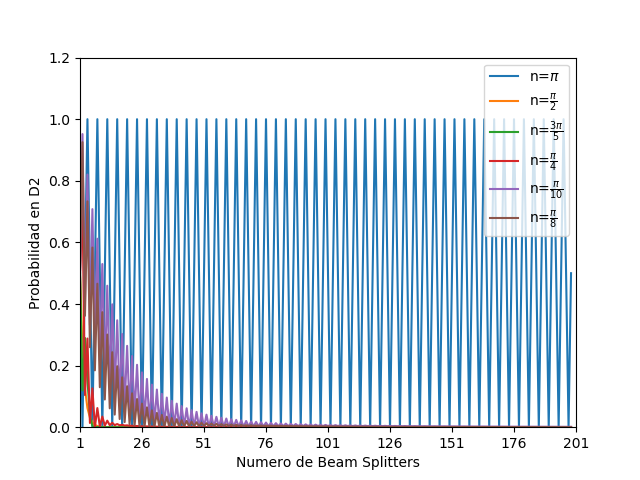 1.2
1.0
0.8
0.6
0.4
0.2
0.0
Probabilidad en D2
n=π
n=π/2
n=3π/5
n=π/4
n=π/10
n=π/8
1 26 51 76 101 126 151 176 201
Numero de Beam Splitters